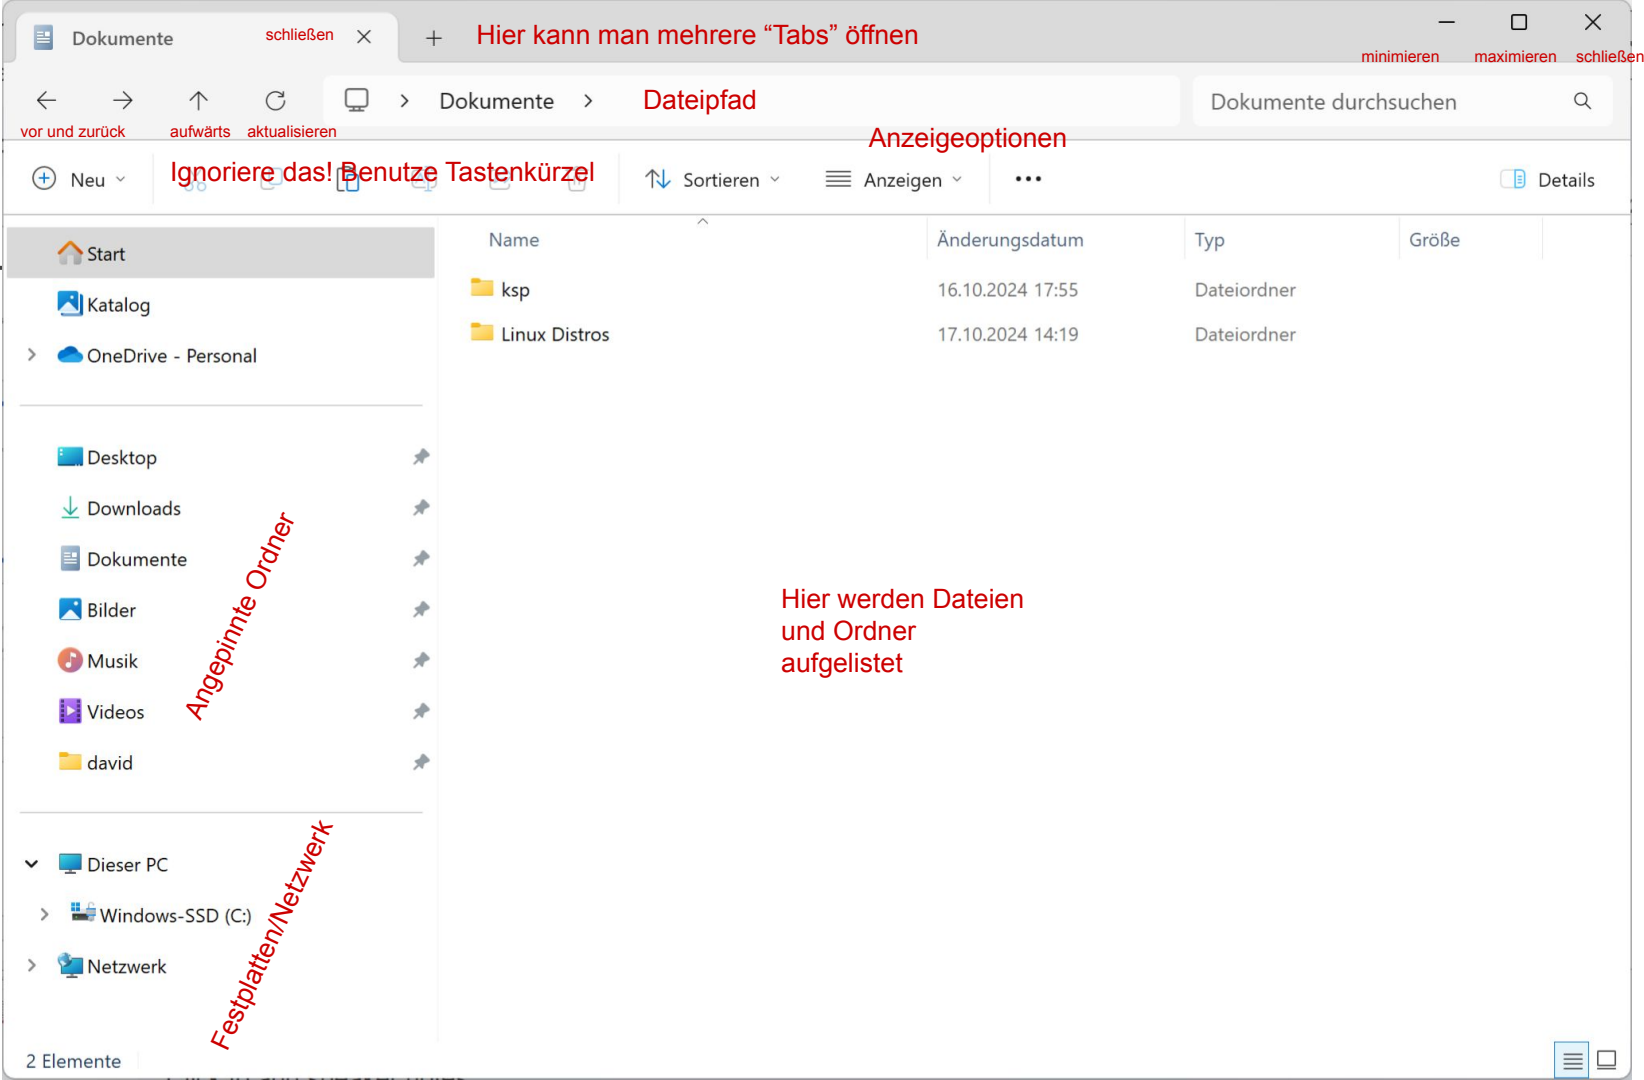 Dokumente
schließen
Hier kann man mehrere “Tabs” öffnen
minimieren
maximieren
schließen
Dokumente
Dateipfad
Dokumente durchsuchen
vor und zurück
aufwärts
aktualisieren
Anzeigeoptionen
Neu
Ignoriere das! Benutze Tastenkürzel
Sortieren
Anzeigen
Details
Name
Änderungsdatum
Typ
Größe
ksp
16.10.2024 17:55
Dateiordner
Linux Distros
17.10.2024 14:19
Dateiordner
Start
Katalog
OneDrive - Personal
Desktop
Downloads
Dokumente
Bilder
Musik
Videos
david
Angepinnte Ordner
Hier werden Dateien
und Ordner
aufgelistet
Dieser PC
Windows-SSD (C:)
Netzwerk
Festplatten/Netzwerk
2 Elemente